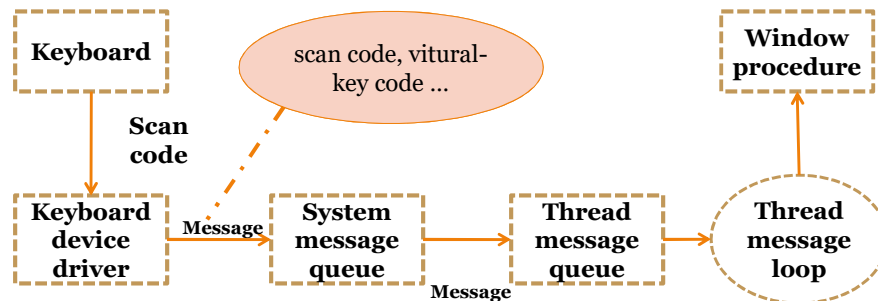 Keyboard
scan code, vitural-
key code ...
Window
procedure
Scan
code
Keyboard
device
driver
Message
System
message
queue
Message
Thread
message
queue
Thread
message
loop